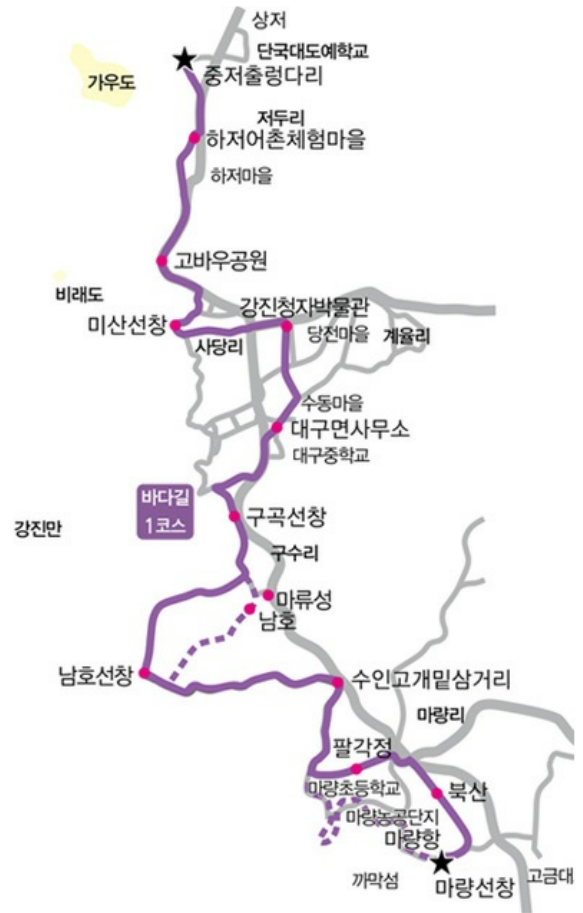 상저
단국대도예학교
중저출렁다리
가우도
저두리
하저어촌체험마을
하저마을
고바우공원
비래도
강진청자박물관
미산선창
당전마을
계율리
사당리
수동마을
대구면사무소
대구중학교
바다길
1코스
구곡선창
강진만
구수리
마류성
남호
남호선창
수인고개밑삼거리
마량리
팔각정
마량초등학교
북산
마량농공단지
마량항
까막섬
마량선창
고금대